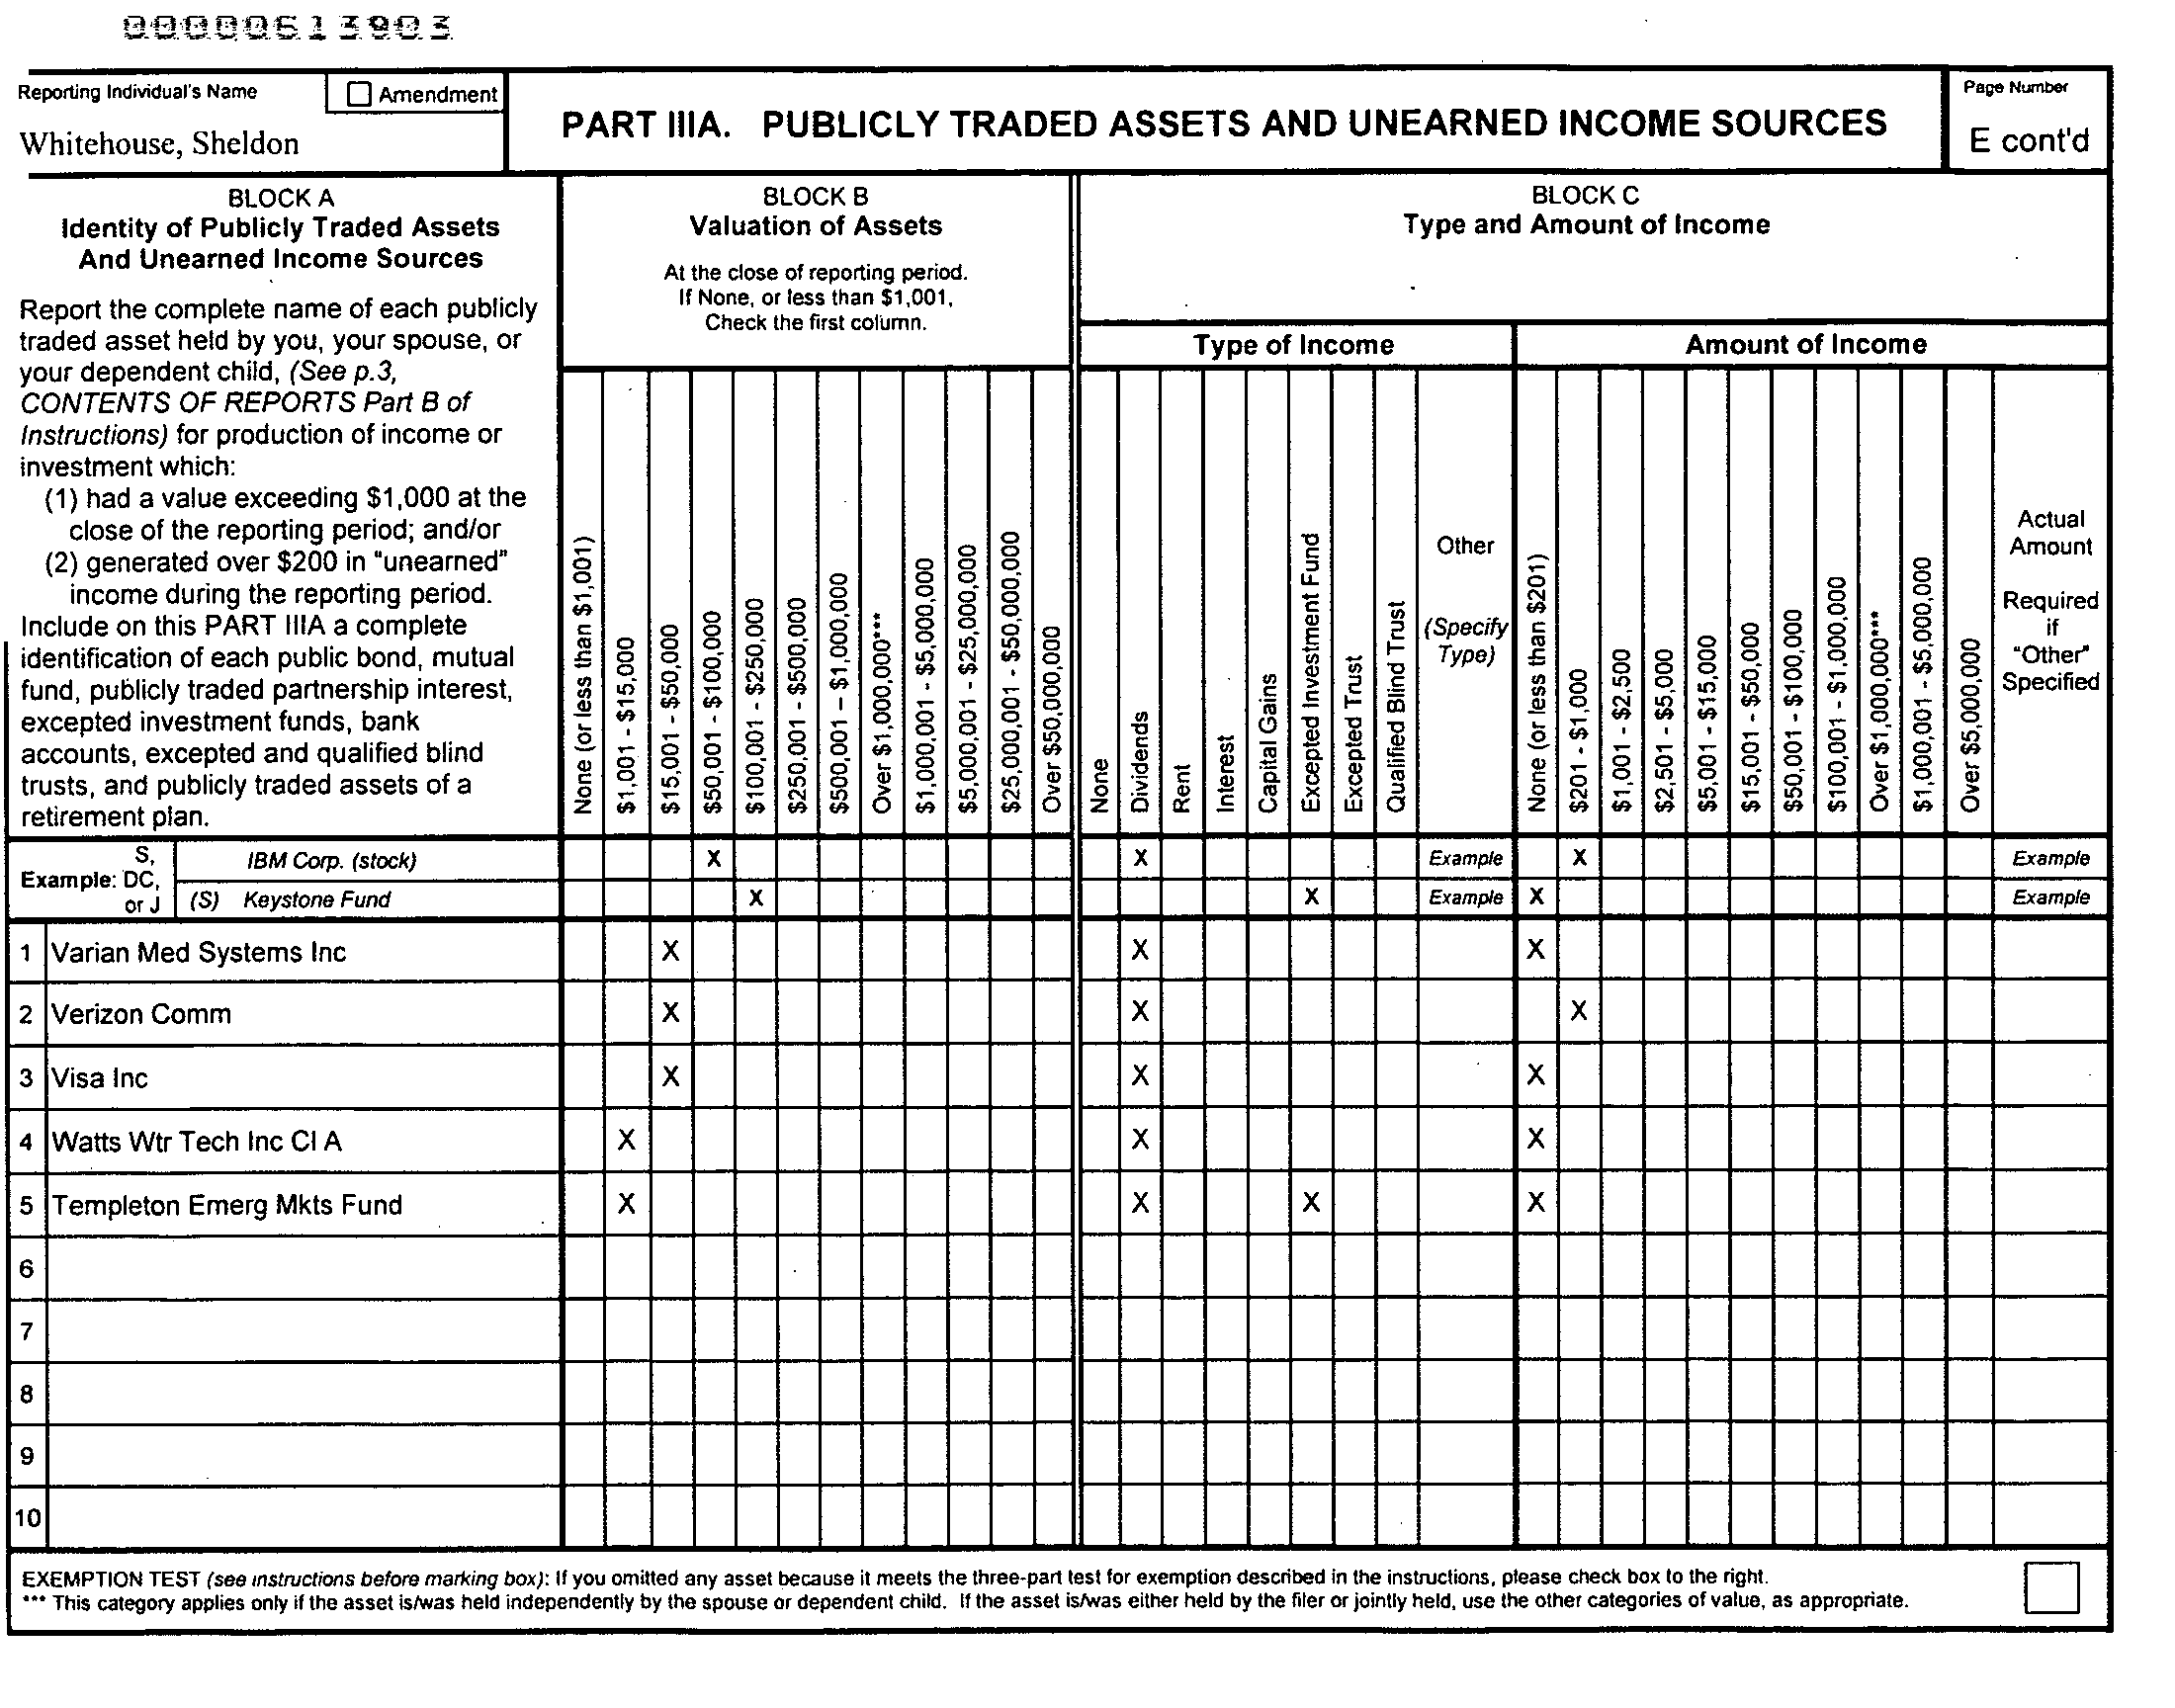 00000613903
Reporting Individual's Name
Amendment
Whitehouse, Sheldon
PART IIIA. PUBLICLY TRADED ASSETS AND UNEARNED INCOME SOURCES
Page Number
E cont'd
BLOCK A
Identity of Publicly Traded Assets
And Unearned Income Sources
Report the complete name of each publicly
traded asset held by you, your spouse, or
your dependent child, (See p.3,
CONTENTS OF REPORTS Part B of
Instructions) for production of income or
investment which:
(1) had a value exceeding $1,000 at the
close of the reporting period; and/or
(2) generated over $200 in "unearned"
income during the reporting period.
Include on this PART IIIA a complete
identification of each public bond, mutual
fund, publicly traded partnership interest,
excepted investment funds, bank
accounts, excepted and qualified blind
trusts, and publicly traded assets of a
retirement plan.
BLOCK B
Valuation of Assets
At the close of reporting period.
If None, or less than $1,001,
Check the first column.
None (or less than $1,001)
$1,001 - $15,000
$15,001 - $50,000
$50,001 - $100,000
$100,001 - $250,000
$250,001 - $500,000
$500,001 – $1,000,000
Over $1,000,000***
$1,000,001 - $5,000,000
$5,000,001 - $25,000,000
$25,000,001 - $50,000,000
Over $50,000,000
BLOCK C
Type and Amount of Income
Type of Income
None
Dividends
Rent
Interest
Capital Gains
Excepted Investment Fund
Excepted Trust
Qualified Blind Trust
Other
(Specify
Type)
Amount of Income
None (or less than $201)
$201 - $1,000
$1,001 - $2,500
$2,501 - $5,000
$5,001 - $15,000
$15,001 - $50,000
$50,001 - $100,000
$100,001 - $1,000,000
Over $1,000,000***
$1,000,001 - $5,000,000
Over $5,000,000
Actual
Amount
Required
if
"Other"
Specified
Example: S, DC, or J
IBM Corp. (stock) X X Example X Example
(S) Keystone Fund X X Example X Example
1 Varian Med Systems Inc X X X
2 Verizon Comm X X X
3 Visa Inc X X X
4 Watts Wtr Tech Inc Cl A X X X
5 Templeton Emerg Mkts Fund X X X X
6
7
8
9
10
EXEMPTION TEST (see instructions before marking box): If you omitted any asset because it meets the three-part test for exemption described in the instructions, please check box to the right.
*** This category applies only if the asset is/was held independently by the spouse or dependent child. If the asset is/was either held by the filer or jointly held, use the other categories of value, as appropriate.